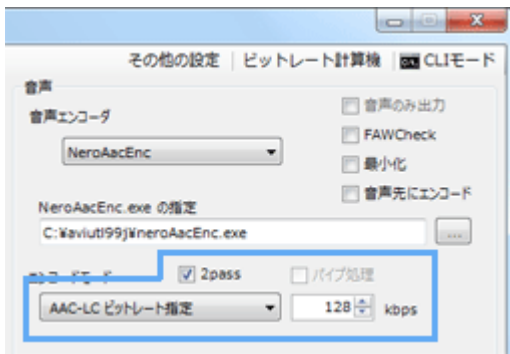 その他の設定 ビットレート計算機 CLIモード
音声
音声エンコーダ
音声のみ出力
NeroAacEnc
FAWCheck
最小化
音声先にエンコード
NeroAacEnc.exe の指定
C:¥aviutl99j¥neroAacEnc.exe
...
エンコードモード
2pass
パイプ処理
AAC-LC ビットレート指定
128 kbps